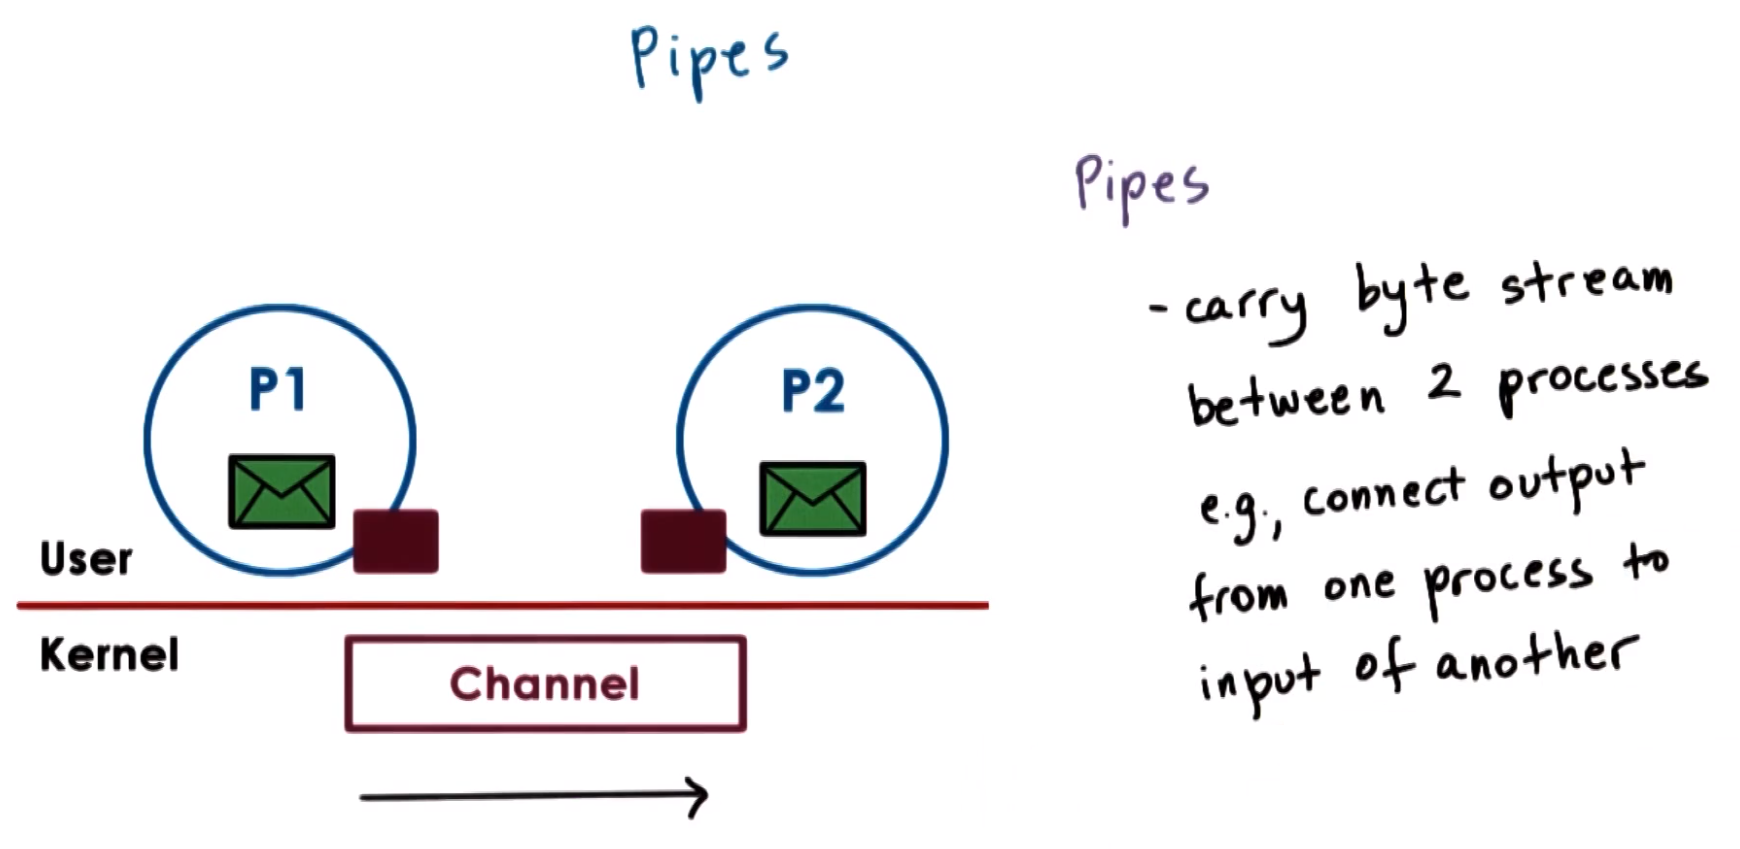 Pipes
P1
P2
User
Kernel
Channel
Pipes
- carry byte stream
between 2 processes
e.g., connect output
from one process to
input of another